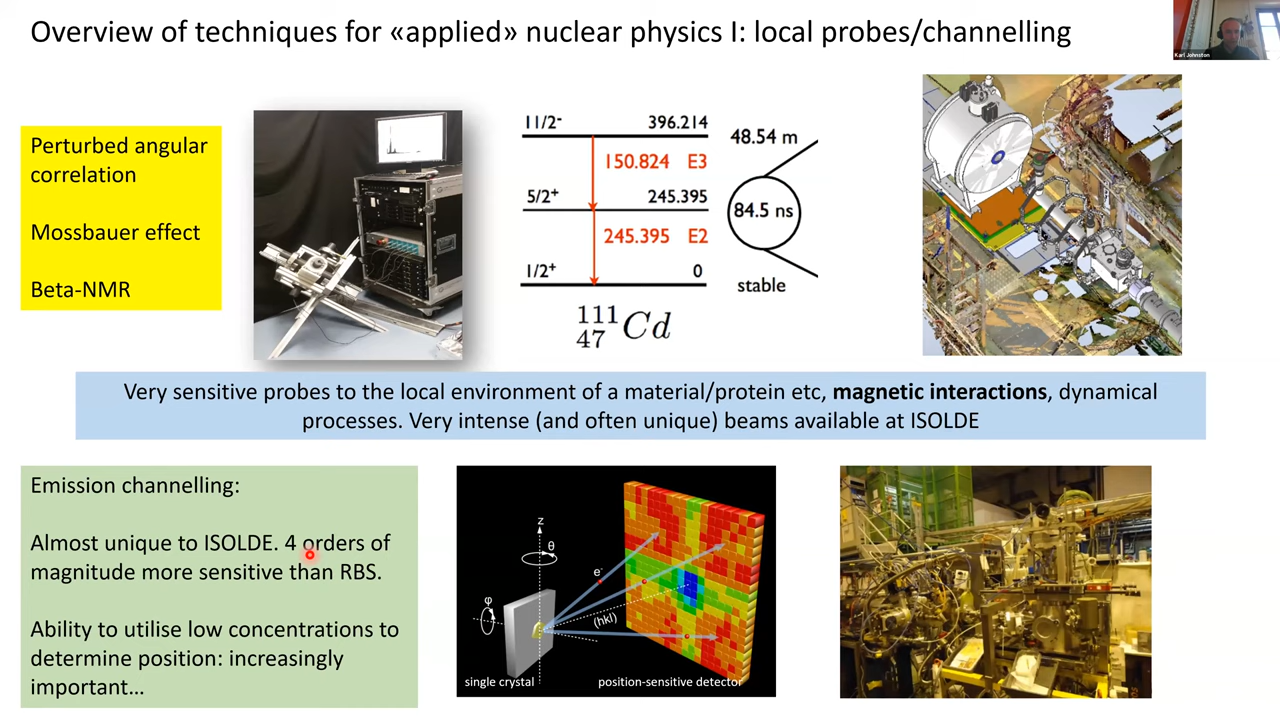 Overview of techniques for «applied» nuclear physics I: local probes/channelling
Karl Johnston
Perturbed angular
correlation
Mossbauer effect
Beta-NMR
11/2- 396.214
150.824 E3
5/2+ 245.395
245.395 E2
1/2+ 0
111
47 Cd
48.54 m
84.5 ns
stable
Very sensitive probes to the local environment of a material/protein etc, magnetic interactions, dynamical
processes. Very intense (and often unique) beams available at ISOLDE
Emission channelling:
Almost unique to ISOLDE. 4 orders of
magnitude more sensitive than RBS.
Ability to utilise low concentrations to
determine position: increasingly
important…
z
θ
e-
φ
(hkl)
single crystal
position-sensitive detector